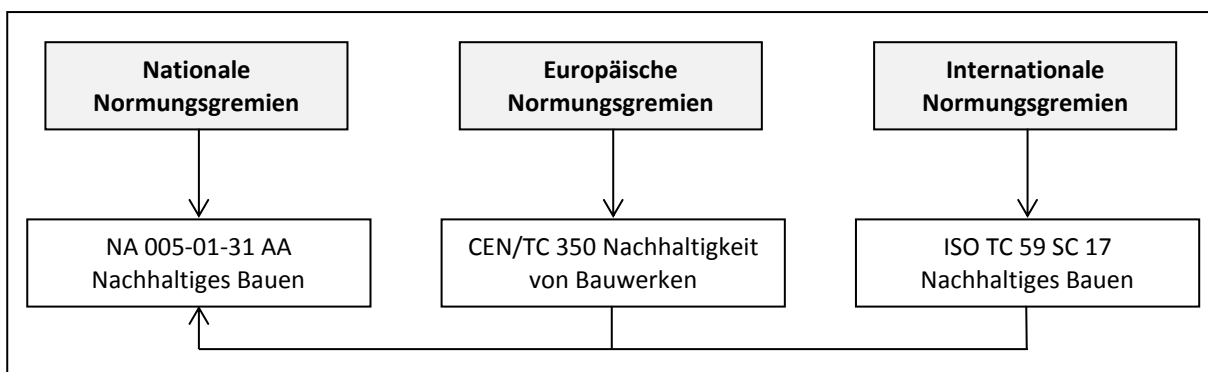 Nationale
Normungsgremien
Europäische
Normungsgremien
Internationale
Normungsgremien
NA 005-01-31 AA
Nachhaltiges Bauen
CEN/TC 350 Nachhaltigkeit
von Bauwerken
ISO TC 59 SC 17
Nachhaltiges Bauen